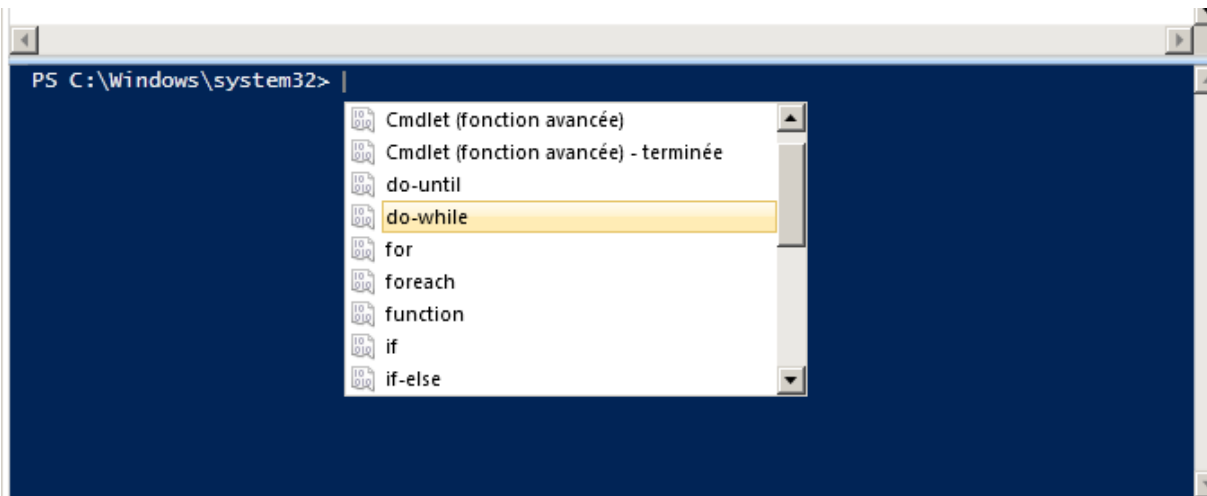 PS C:\Windows\system32>
Cmdlet (fonction avancée)
Cmdlet (fonction avancée) - terminée
do-until
do-while
for
foreach
function
if
if-else